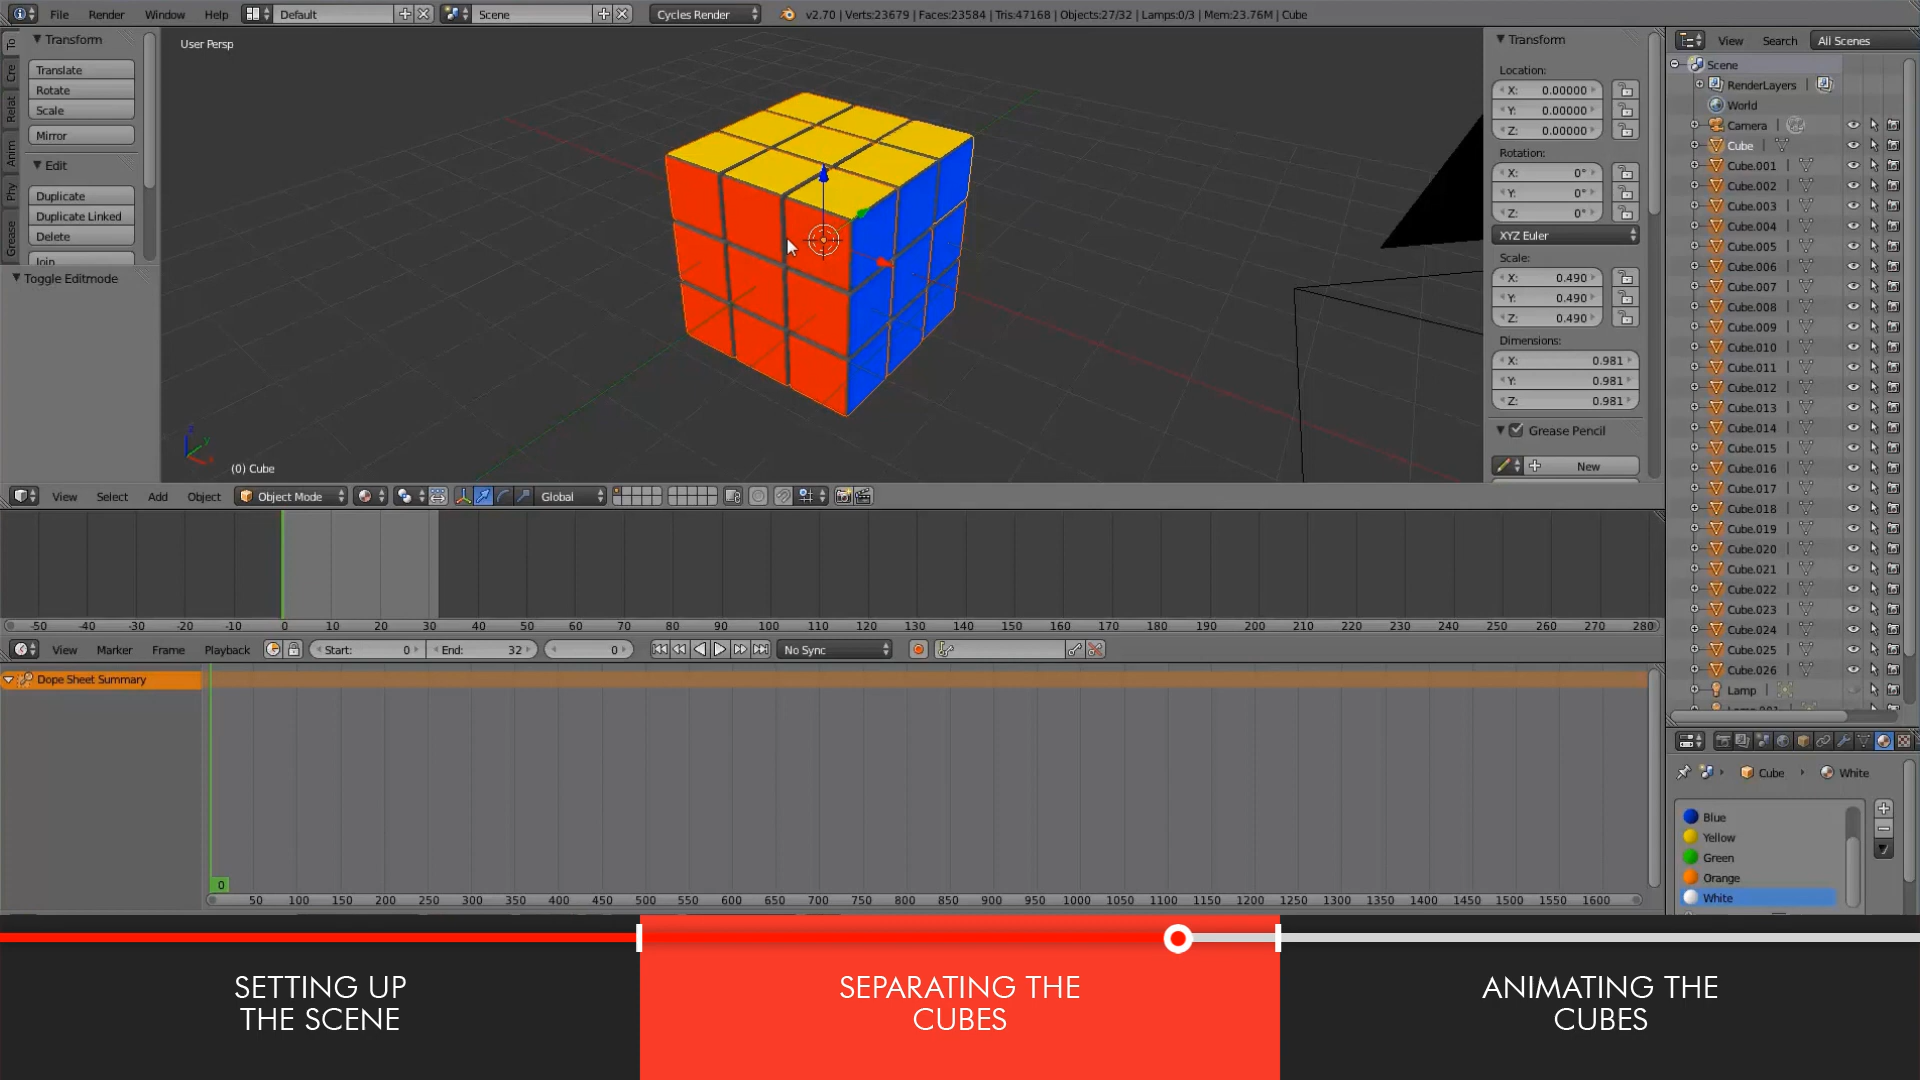 File Render Window Help Default Scene Cycles Render v2.70 | Verts:23679 | Faces:23584 | Tris:47168 | Objects:27/32 | Lamps:0/3 | Mem:23.76M | Cube
To
Cre
Relat
Anim
Phy
Grease
Transform
Translate
Rotate
Scale
Mirror
Edit
Duplicate
Duplicate Linked
Delete
Join
Toggle Editmode
User Persp
(0) Cube
Transform
Location:
X: 0.00000
Y: 0.00000
Z: 0.00000
Rotation:
X: 0°
Y: 0°
Z: 0°
XYZ Euler
Scale:
X: 0.490
Y: 0.490
Z: 0.490
Dimensions:
X: 0.981
Y: 0.981
Z: 0.981
Grease Pencil
New
View Search All Scenes
Scene
RenderLayers
World
Camera
Cube
Cube.001
Cube.002
Cube.003
Cube.004
Cube.005
Cube.006
Cube.007
Cube.008
Cube.009
Cube.010
Cube.011
Cube.012
Cube.013
Cube.014
Cube.015
Cube.016
Cube.017
Cube.018
Cube.019
Cube.020
Cube.021
Cube.022
Cube.023
Cube.024
Cube.025
Cube.026
Lamp
Lamp.001
View Select Add Object Object Mode Global
-50 -40 -30 -20 -10 0 10 20 30 40 50 60 70 80 90 100 110 120 130 140 150 160 170 180 190 200 210 220 230 240 250 260 270 280
View Marker Frame Playback Start: 0 End: 32 0 No Sync
Dope Sheet Summary
0
50 100 150 200 250 300 350 400 450 500 550 600 650 700 750 800 850 900 950 1000 1050 1100 1150 1200 1250 1300 1350 1400 1450 1500 1550 1600
Cube White
Blue
Yellow
Green
Orange
White
SETTING UP
THE SCENE
SEPARATING THE
CUBES
ANIMATING THE
CUBES